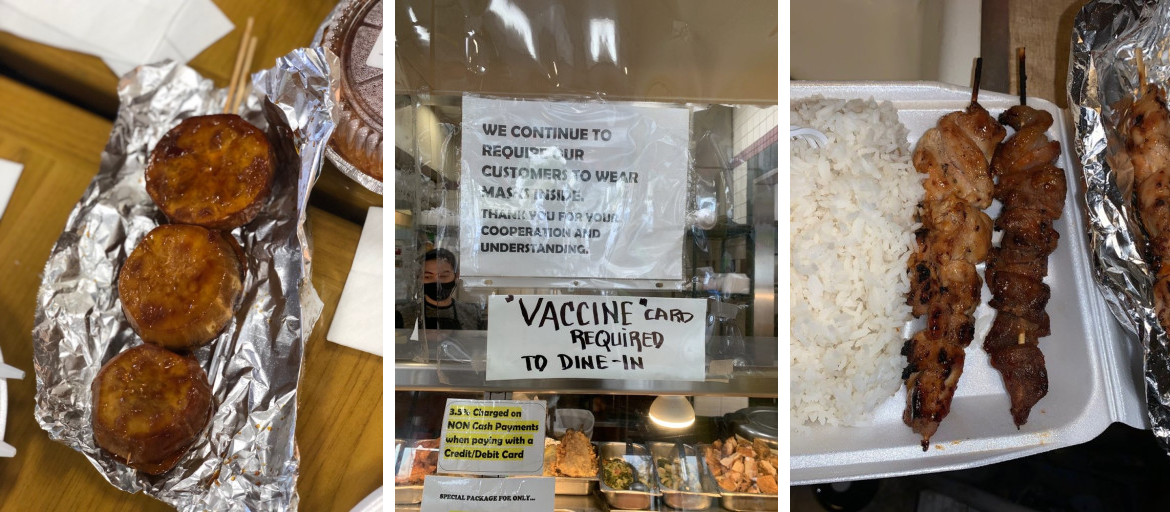 WE CONTINUE TO
REQUIRE OUR
CUSTOMERS TO WEAR
MASKS INSIDE.
THANK YOU FOR YOUR
COOPERATION AND
UNDERSTANDING.
"VACCINE" CARD
REQUIRED
TO DINE-IN
3.5% Charged on
NON Cash Payments
when paying with a
Credit/Debit Card
SPECIAL PACKAGE FOR ONLY...